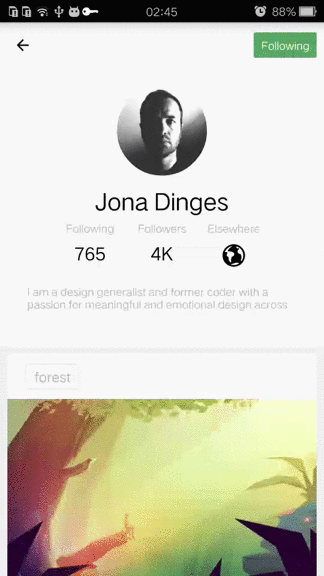 02:45
88%
Following
Jona Dinges
Following Followers Elsewhere
765 4K
I am a design generalist and former coder with a
passion for meaningful and emotional design across
forest